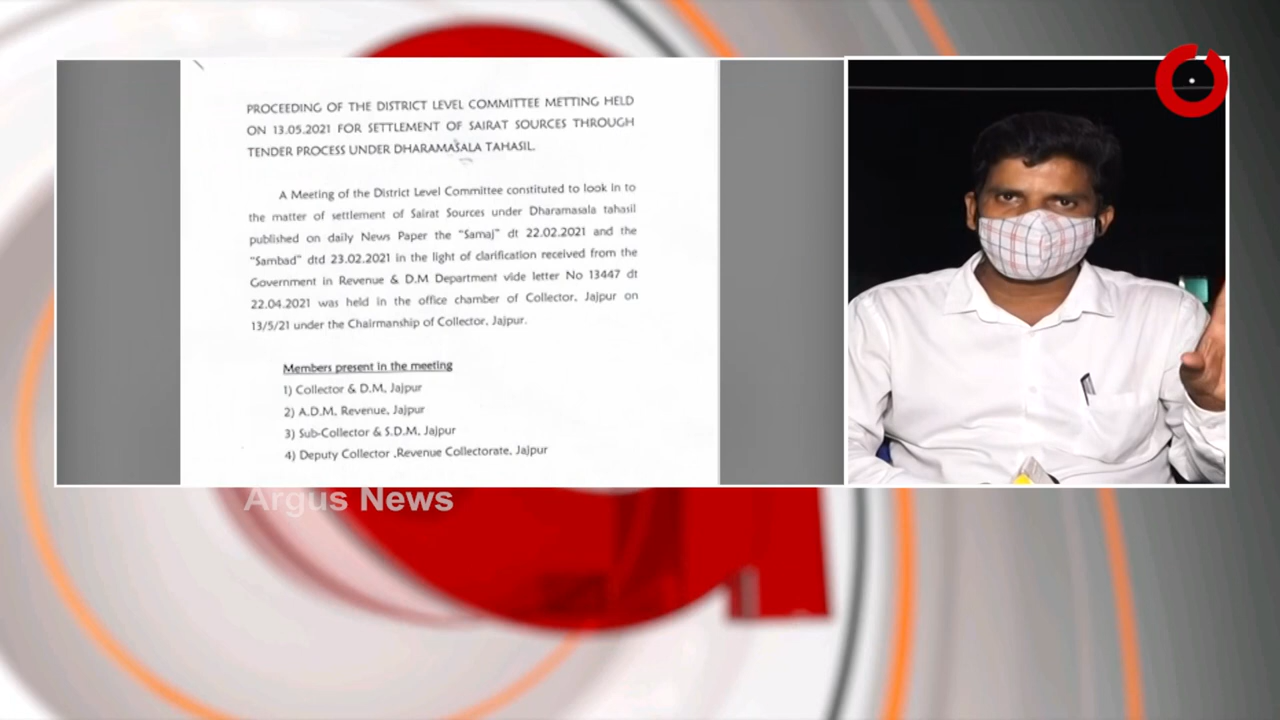 PROCEEDING OF THE DISTRICT LEVEL COMMITTEE METTING HELD
ON 13.05.2021 FOR SETTLEMENT OF SAIRAT SOURCES THROUGH
TENDER PROCESS UNDER DHARAMASALA TAHASIL.
A Meeting of the District Level Committee constituted to look in to
the matter of settlement of Sairat Sources under Dharamasala tahasil
published on daily News Paper the "Samaj" dt 22.02.2021 and the
"Sambad" dtd 23.02.2021 in the light of clarification received from the
Government in Revenue & D.M Department vide letter No 13447 dt
22.04.2021 was held in the office chamber of Collector, Jajpur on
13/5/21 under the Chairmanship of Collector, Jajpur.
Members present in the meeting
1) Collector & D.M, Jajpur
2) A.D.M, Revenue, Jajpur
3) Sub-Collector & S.D.M, Jajpur
4) Deputy Collector ,Revenue Collectorate, Jajpur
Argus News